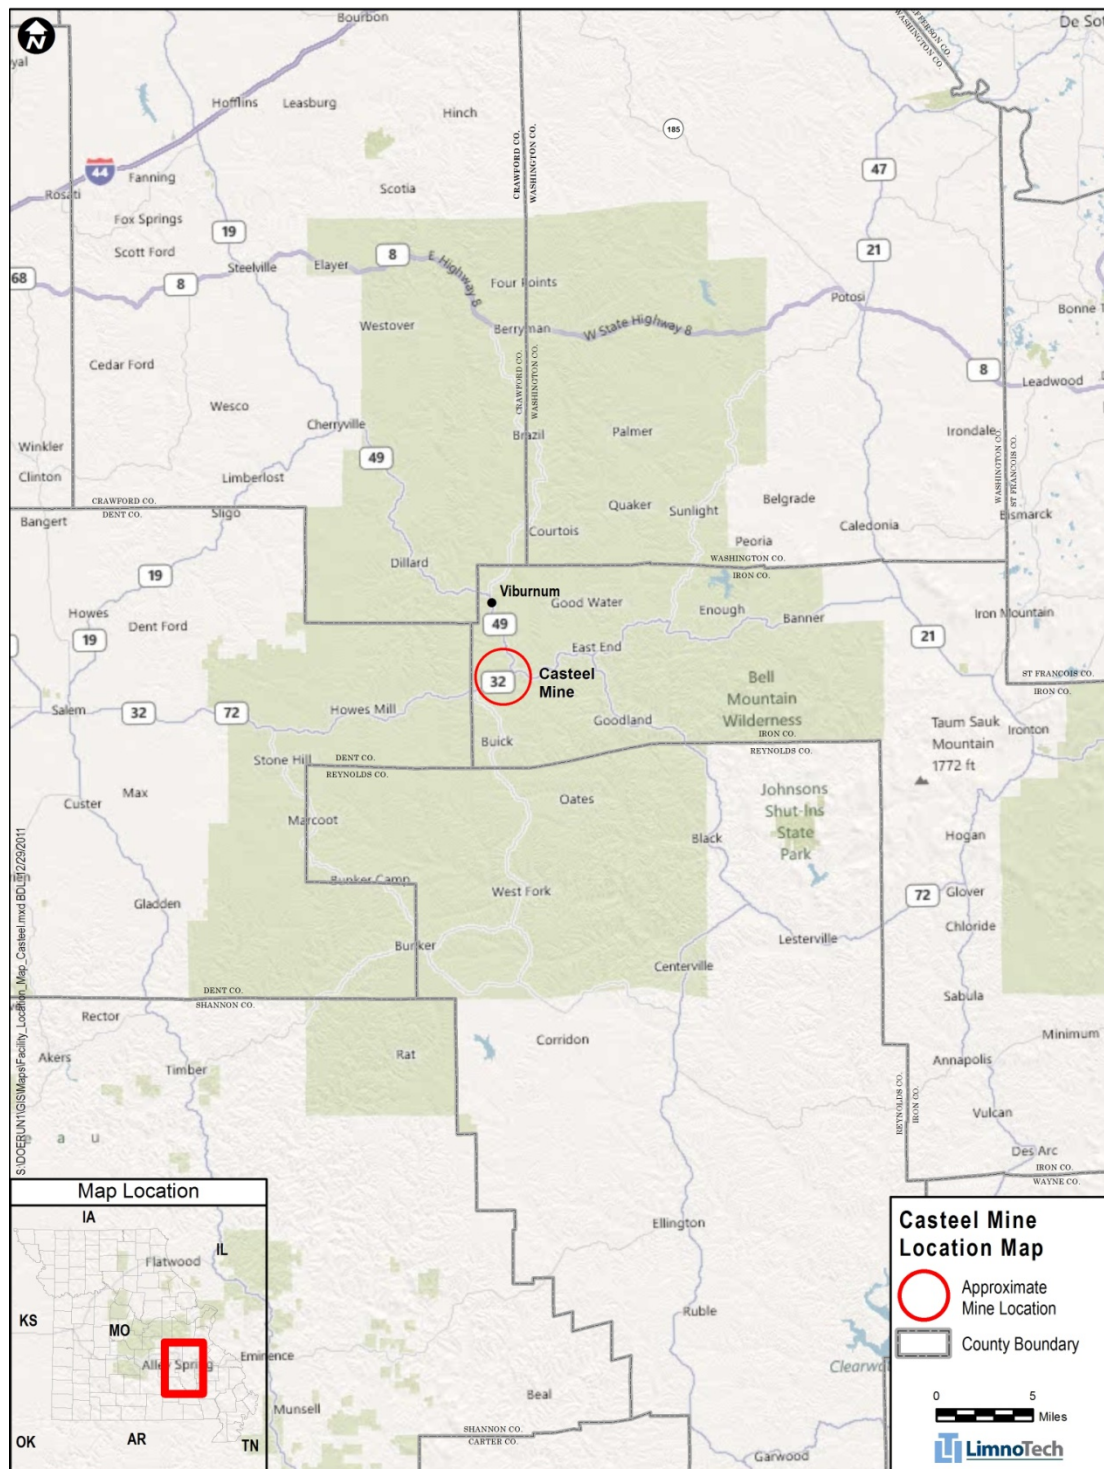 N
Bourbon
De Sot
JEFFERSON CO.
WASHINGTON CO.
yal
Hofflins
Leasburg
Hinch
185
CRAWFORD CO.
WASHINGTON CO.
44
Fanning
47
Rosati
Scotia
Fox Springs
19
Scott Ford
8
E Highway 8
21
68
8
Steelville
Elayer
Four Points
Potosi
Bonne T
Westover
Berryman
W State Highway 8
Cedar Ford
CRAWFORD CO.
WASHINGTON CO.
8
Leadwood
Wesco
Cherryville
Brazil
Palmer
Irondale
Winkler
49
WASHINGTON CO.
ST FRANCOIS CO.
Clinton
Limberlost
CRAWFORD CO.
DENT CO.
Sligo
Quaker
Sunlight
Belgrade
Bangert
Courtois
Caledonia
Bismarck
Peoria
Dillard
WASHINGTON CO.
IRON CO.
19
Viburnum
Good Water
Enough
Banner
Iron Mountain
Howes
Dent Ford
49
19
East End
21
Casteel
Mine
32
Bell
Mountain
Wilderness
ST FRANCOIS CO.
IRON CO.
Salem
32
72
Howes Mill
Goodland
Taum Sauk
Mountain
1772 ft
Ironton
Buick
IRON CO.
REYNOLDS CO.
Stone Hill
DENT CO.
REYNOLDS CO.
Johnsons
Shut-Ins
State
Park
Custer
Max
Oates
Marcoot
Black
Hogan
Bunker Camp
West Fork
72
Glover
Gladden
Chloride
Bunker
Lesterville
Centerville
DENT CO.
SHANNON CO.
Sabula
Rector
Corridon
Minimum
Akers
Rat
Timber
Annapolis
REYNOLDS CO.
IRON CO.
Vulcan
e a u
Des Arc
IRON CO.
WAYNE CO.
S:\DOERUN1\GIS\Maps\Facility_Location_Map_Casteel.mxd BDL 12/29/2011
Map Location
IA
IL
Flatwood
KS
MO
Alley Spring
OK
AR
TN
Eminence
Munsell
Ellington
Ruble
Beal
SHANNON CO.
CARTER CO.
Garwood
Clearwa
Casteel Mine
Location Map
Approximate
Mine Location
County Boundary
0 5
Miles
LimnoTech